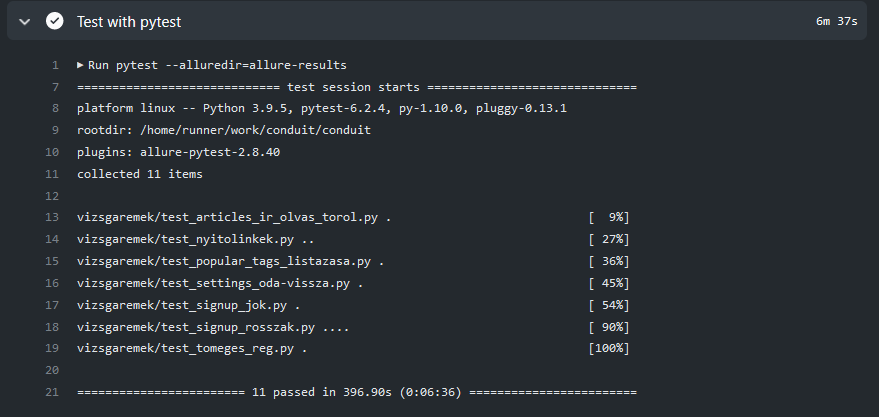 Test with pytest 6m 37s
1 ▶ Run pytest --alluredir=allure-results
7 ============================= test session starts ==============================
8 platform linux -- Python 3.9.5, pytest-6.2.4, py-1.10.0, pluggy-0.13.1
9 rootdir: /home/runner/work/conduit/conduit
10 plugins: allure-pytest-2.8.40
11 collected 11 items
12
13 vizsgaremek/test_articles_ir_olvas_torol.py . [  9%]
14 vizsgaremek/test_nyitolinkek.py .. [ 27%]
15 vizsgaremek/test_popular_tags_listazasa.py . [ 36%]
16 vizsgaremek/test_settings_oda-vissza.py . [ 45%]
17 vizsgaremek/test_signup_jok.py . [ 54%]
18 vizsgaremek/test_signup_rosszak.py .... [ 90%]
19 vizsgaremek/test_tomeges_reg.py . [100%]
20
21 ======================== 11 passed in 396.90s (0:06:36) ========================